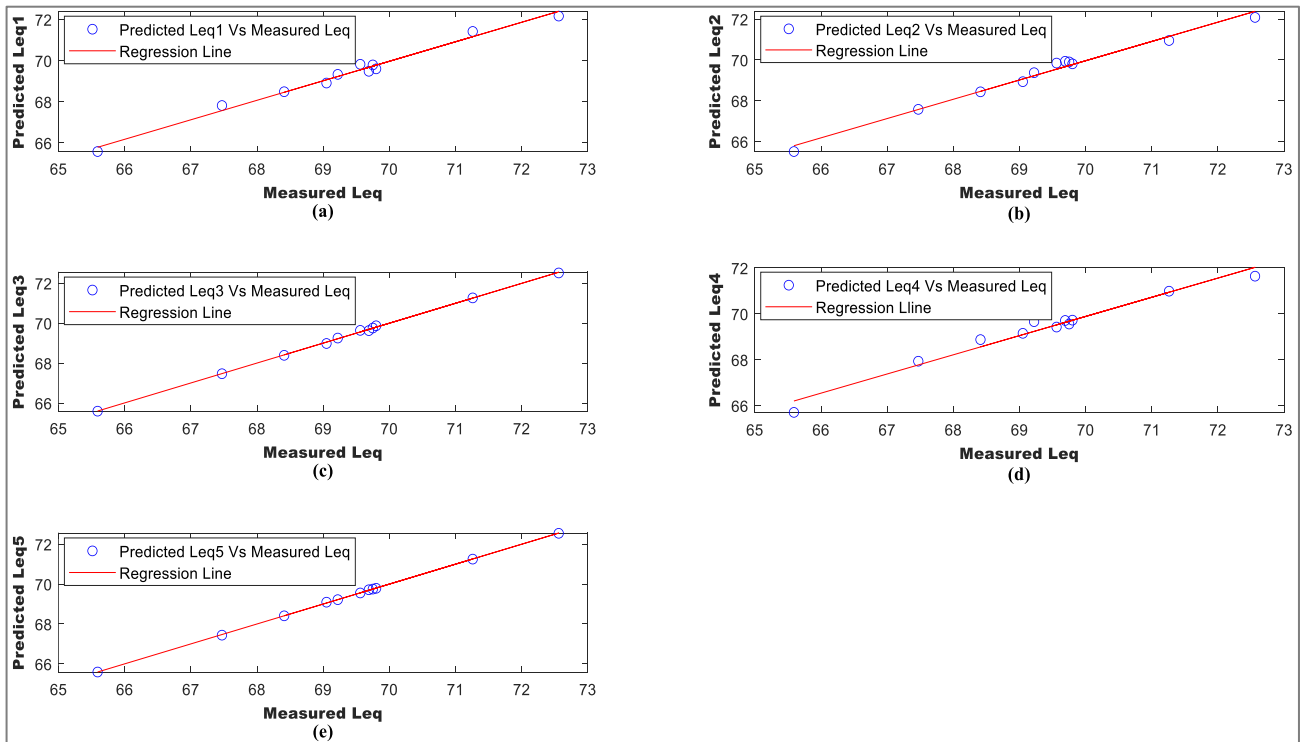 Predicted Leq1
72
70
68
66
Predicted Leq1 Vs Measured Leq
Regression Line
65 66 67 68 69 70 71 72 73
Measured Leq
(a)
Predicted Leq2
72
70
68
66
Predicted Leq2 Vs Measured Leq
Regression Line
65 66 67 68 69 70 71 72 73
Measured Leq
(b)
Predicted Leq3
72
70
68
66
Predicted Leq3 Vs Measured Leq
Regression Line
65 66 67 68 69 70 71 72 73
Measured Leq
(c)
Predicted Leq4
72
70
68
66
Predicted Leq4 Vs Measured Leq
Regression Lline
65 66 67 68 69 70 71 72 73
Measured Leq
(d)
Predicted Leq5
72
70
68
66
Predicted Leq5 Vs Measured Leq
Regression Line
65 66 67 68 69 70 71 72 73
Measured Leq
(e)